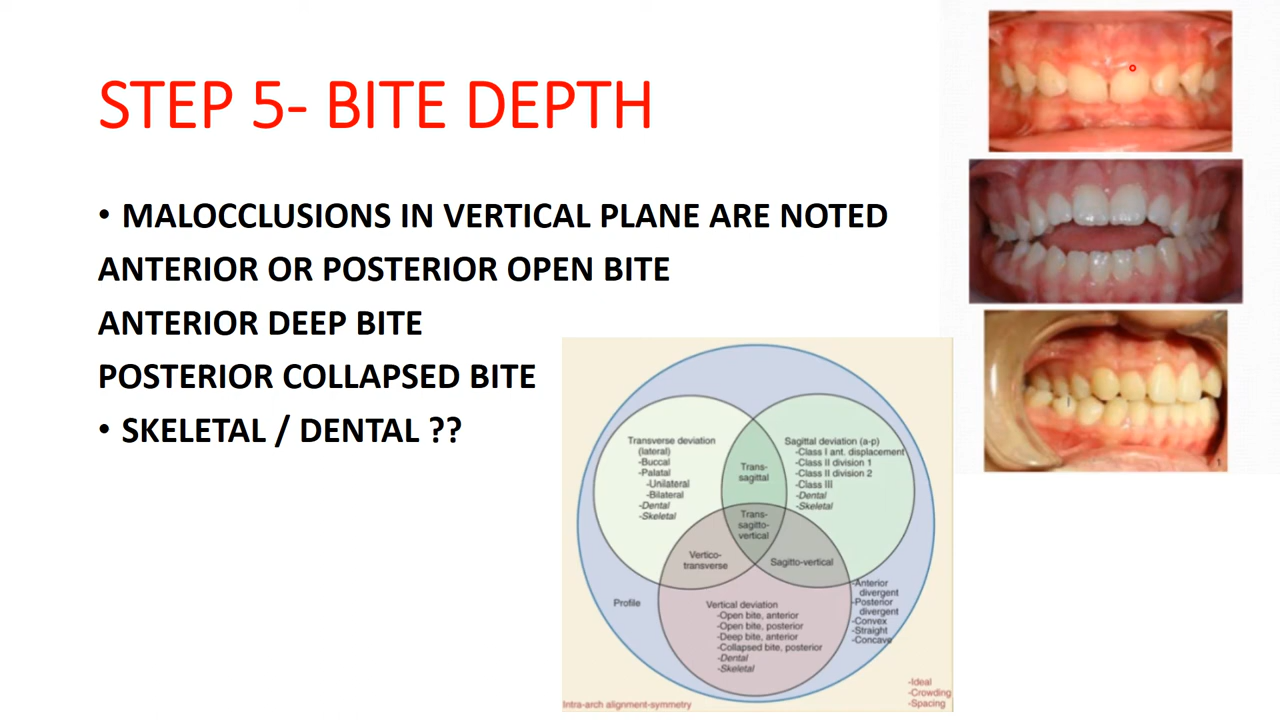 STEP 5- BITE DEPTH
• MALOCCLUSIONS IN VERTICAL PLANE ARE NOTED
ANTERIOR OR POSTERIOR OPEN BITE
ANTERIOR DEEP BITE
POSTERIOR COLLAPSED BITE
• SKELETAL / DENTAL ??
Transverse deviation
(lateral)
-Buccal
-Palatal
-Unilateral
-Bilateral
-Dental
-Skeletal
Trans-
sagittal
Sagittal deviation (a-p)
-Class I ant. displacement
-Class II division 1
-Class II division 2
-Class III
-Dental
-Skeletal
Trans-
sagitto-
vertical
Vertico-
transverse
Sagitto-vertical
Profile
Vertical deviation
-Open bite, anterior
-Open bite, posterior
-Deep bite, anterior
-Collapsed bite, posterior
-Dental
-Skeletal
-Anterior
divergent
-Posterior
divergent
-Convex
-Straight
-Concave
Intra-arch alignment-symmetry
-Ideal
-Crowding
-Spacing
1